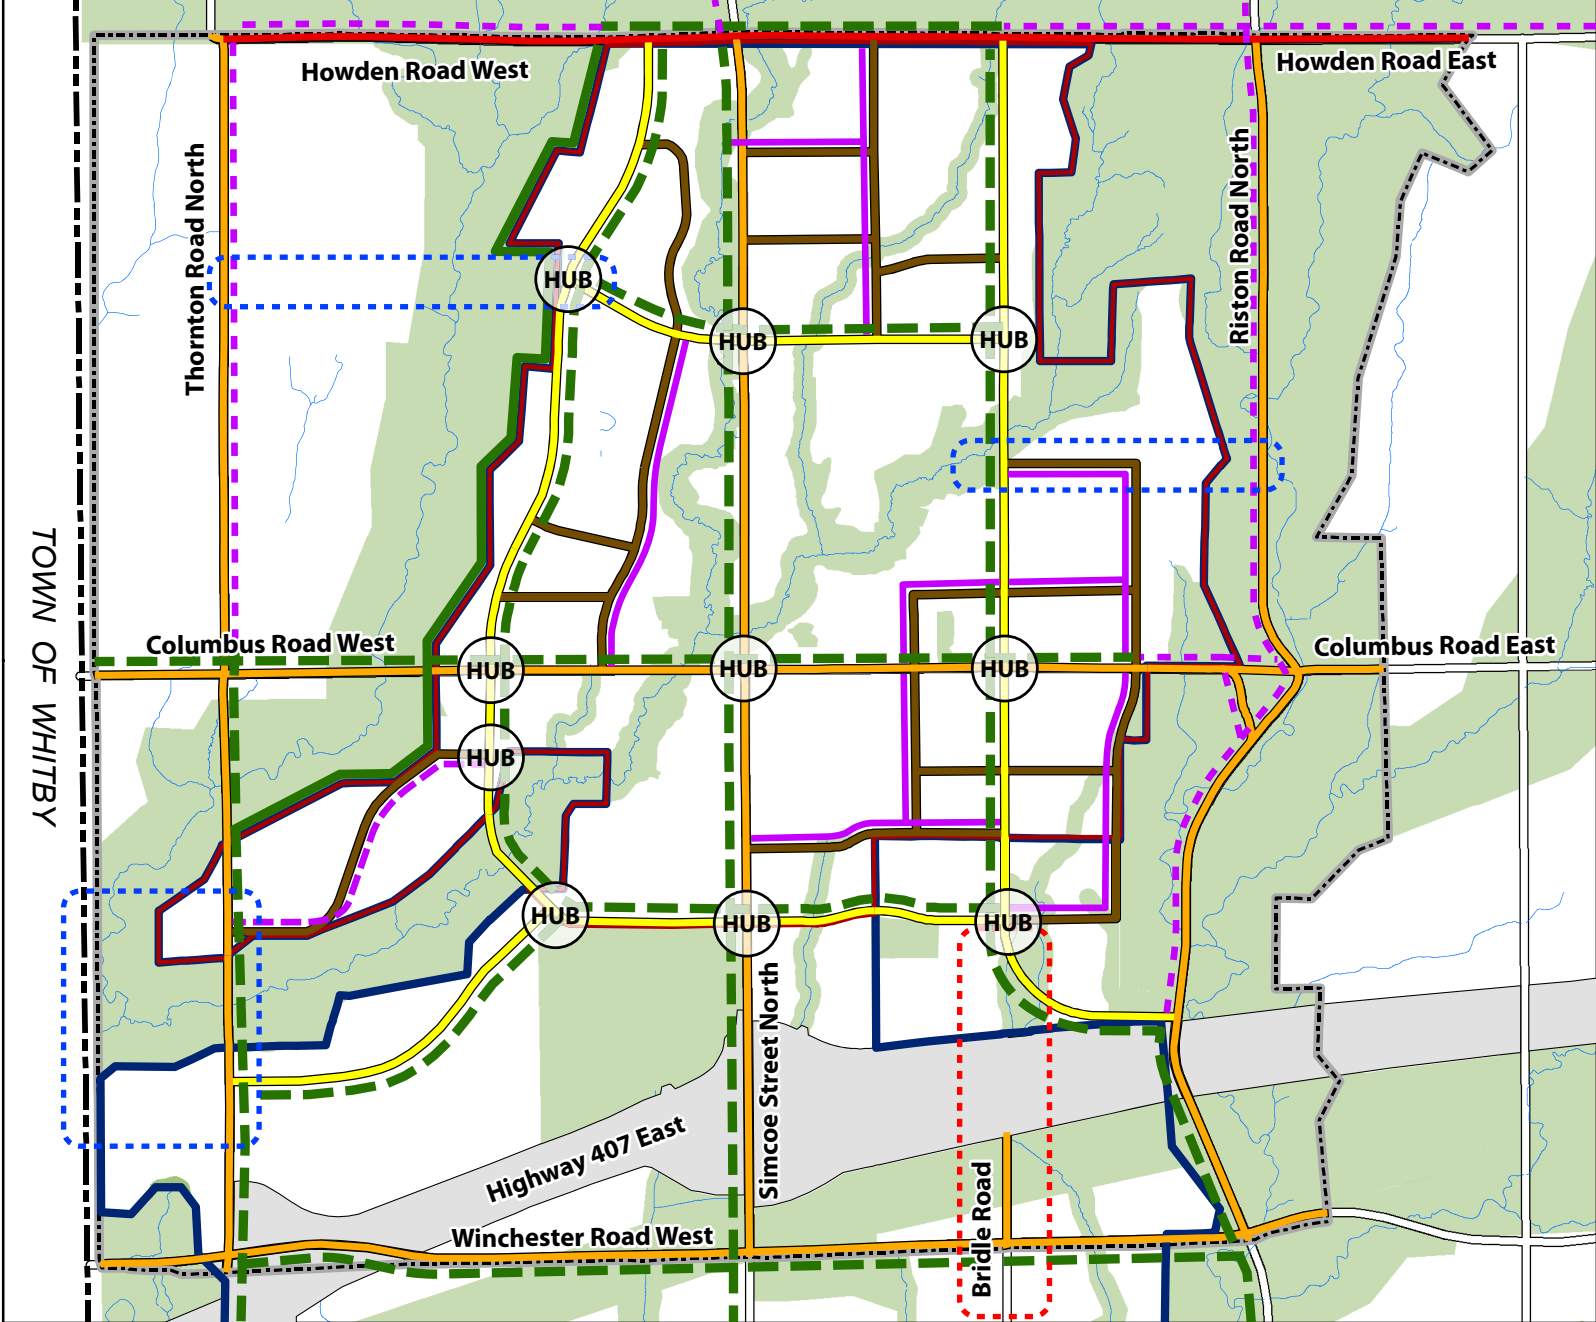 Howden Road West
Howden Road East
Thornton Road North
Riston Road North
HUB
HUB
HUB
TOWN OF WHITBY
Columbus Road West
Columbus Road East
HUB
HUB
HUB
HUB
HUB
HUB
HUB
Simcoe Street North
Highway 407 East
Bridle Road
Winchester Road West